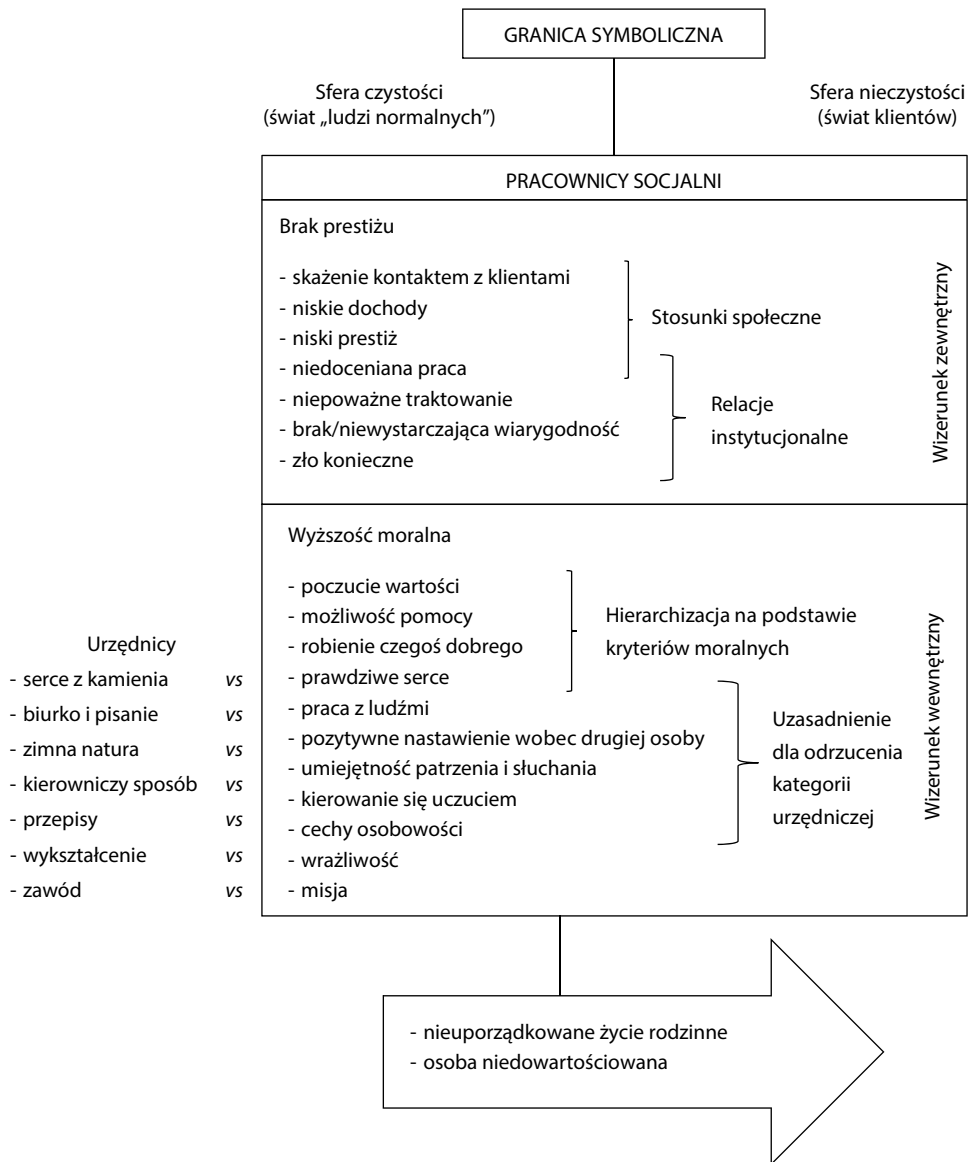 GRANICA SYMBOLICZNA
Sfera czystości
(świat „ludzi normalnych”)
Sfera nieczystości
(świat klientów)
PRACOWNICY SOCJALNI
Brak prestiżu
- skażenie kontaktem z klientami
- niskie dochody
- niski prestiż
- niedoceniana praca
- niepoważne traktowanie
- brak/niewystarczająca wiarygodność
- zło konieczne
Stosunki społeczne
Relacje
instytucjonalne
Wizerunek zewnętrzny
Wyższość moralna
- poczucie wartości
- możliwość pomocy
- robienie czegoś dobrego
- prawdziwe serce
- praca z ludźmi
- pozytywne nastawienie wobec drugiej osoby
- umiejętność patrzenia i słuchania
- kierowanie się uczuciem
- cechy osobowości
- wrażliwość
- misja
Hierarchizacja na podstawie
kryteriów moralnych
Uzasadnienie
dla odrzucenia
kategorii
urzędniczej
Wizerunek wewnętrzny
Urzędnicy
- serce z kamienia vs
- biurko i pisanie vs
- zimna natura vs
- kierowniczy sposób vs
- przepisy vs
- wykształcenie vs
- zawód vs
- nieuporządkowane życie rodzinne
- osoba niedowartościowana